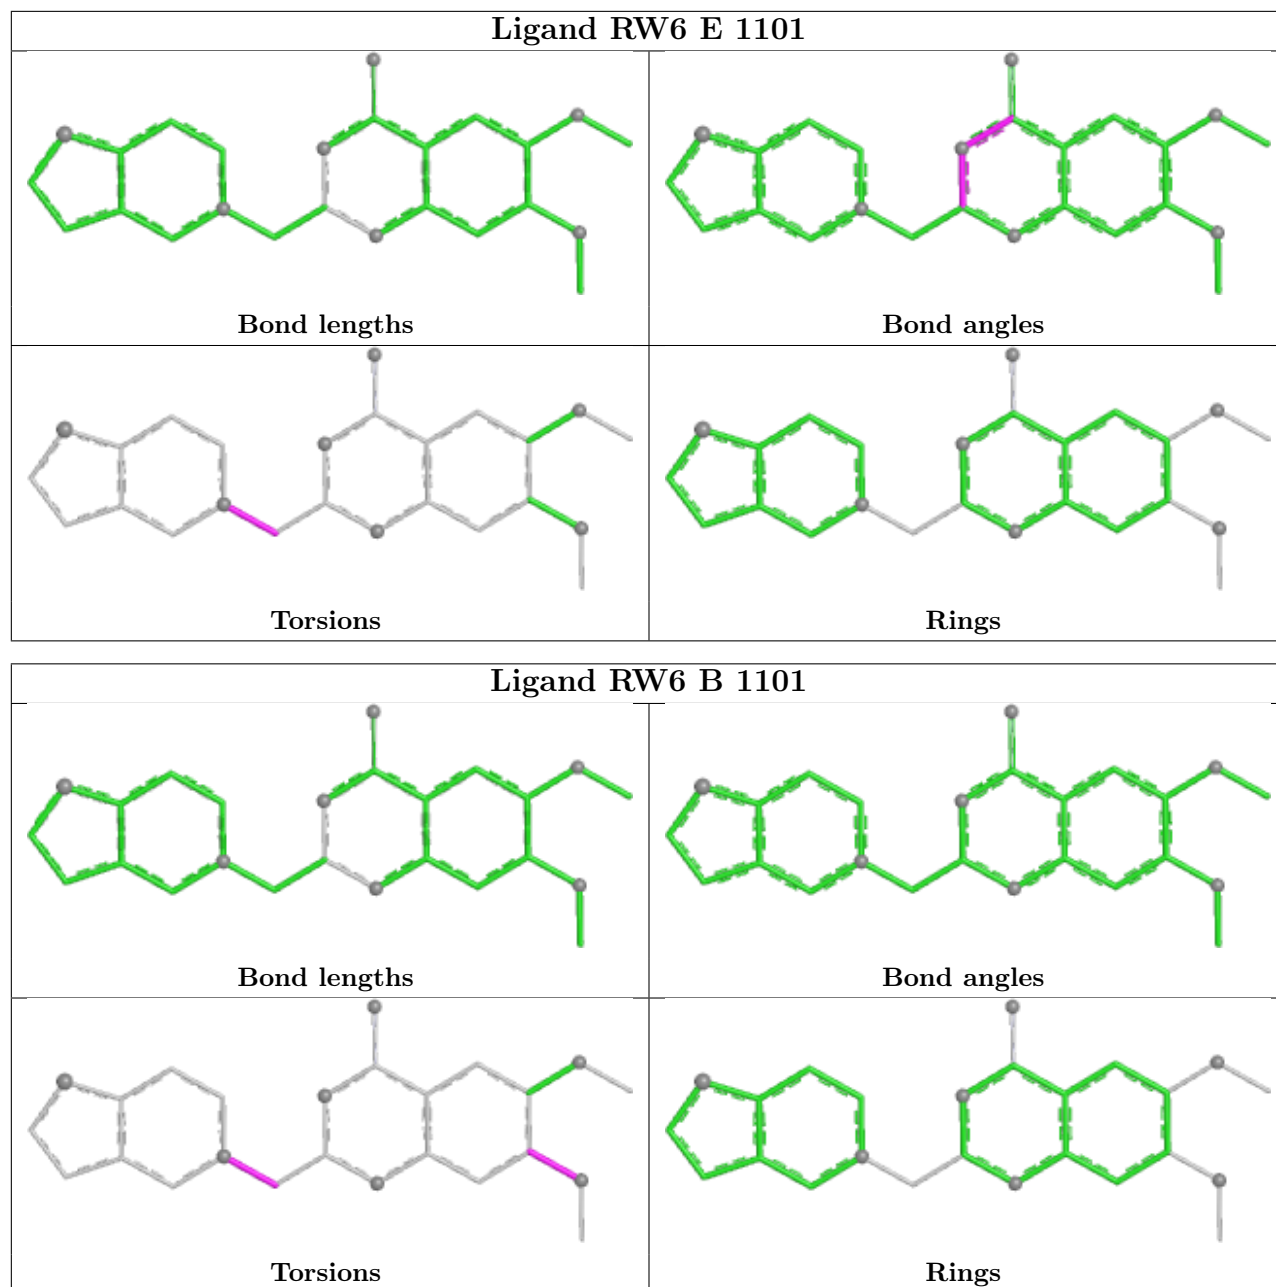 Ligand RW6 E 1101
Bond lengths
Bond angles
Torsions
Rings
Ligand RW6 B 1101
Bond lengths
Bond angles
Torsions
Rings